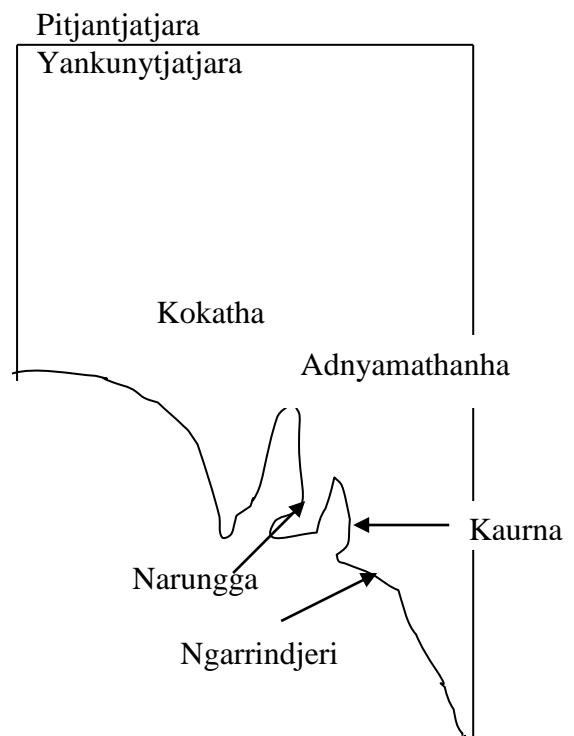 Pitjantjatjara
Yankunytjatjara
Kokatha
Adnyamathanha
Kaurna
Narungga
Ngarrindjeri